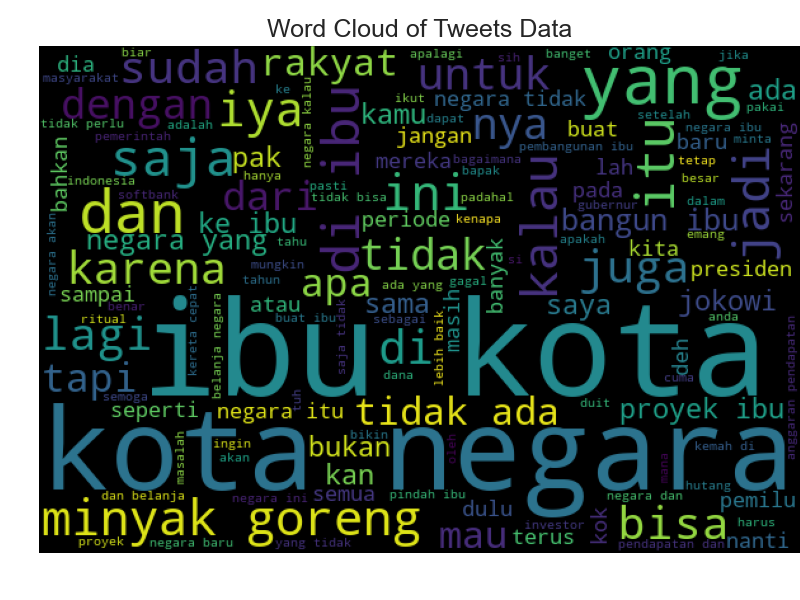 Word Cloud of Tweets Data
biar
sudah
rakyat
apalagi
sih
banget
orang
jika
dia
masyarakat
ke
untuk
yang
ada
dengan
iya
negara kalau
di ibu
ikut
negara tidak
setelah
pakai
kamu
dapat
nya
buat
baru
negara ibu
minta
tidak perlu
adalah
pemerintah
jangan
pembangunan ibu
itu
jadi
sekarang
bahkan
saja
pak
hanya
mereka
bagaimana
lah
tetap
indonesia
softbank
dari
pasti
tidak bisa
bapak
padahal
ini
kalau
pada
besar
gubernur
dalam
dan
ke ibu
periode
kenapa
bangun ibu
emang
negara akan
negara yang
tahu
tidak
banyak
si
apakah
kita
karena
mungkin
apa
ada yang
gagal
juga
presiden
sampai
tahun
benar
kereta cepat
belanja negara
atau
buat ibu
saja tidak
sama
sebagai
masih
lebih baik
saya
jokowi
anda
ritual
lagi
ibu kota
di
deh
tapi
dana
cuma
semoga
tuh
duit
anggaran pendapatan
seperti
negara itu
tidak ada
proyek ibu
kota negara
masalah
ingin
akan
bukan
bikin
oleh
mana
kemah di
kan
hutang
dan belanja
negara ini
semua
pindah ibu
negara dan
pemilu
minyak goreng
dulu
mau
terus
investor
kok
bisa
harus
proyek
negara baru
yang tidak
pendapatan dan
nanti